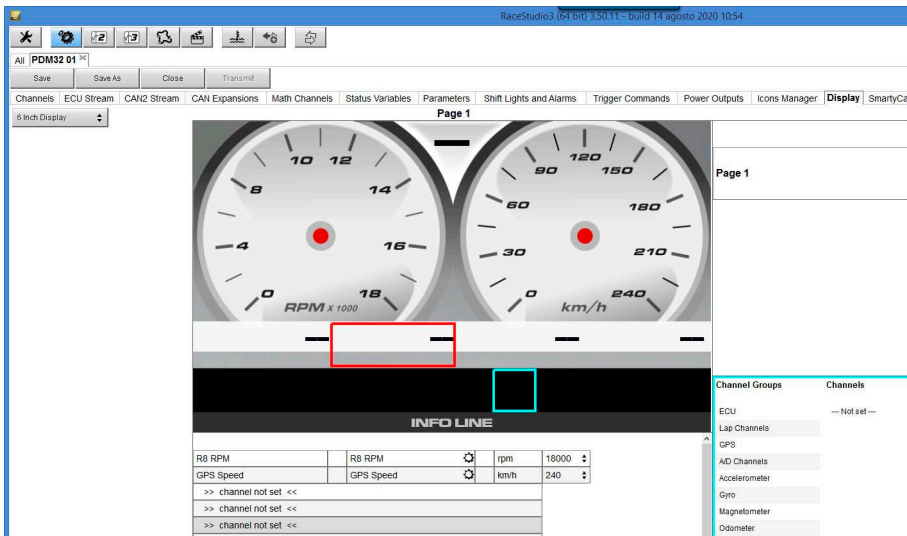 RaceStudio3 (64 bit) 3.50.11 - build 14 agosto 2020 10:54
All PDM32 01
Save Save As Close Transmit
Channels ECU Stream CAN2 Stream CAN Expansions Math Channels Status Variables Parameters Shift Lights and Alarms Trigger Commands Power Outputs Icons Manager Display SmartyCa
6 Inch Display
Page 1
0 4 8 10 12 14 16 18
RPM X 1000
0 30 60 90 120 150 180 210 240
km/h
Page 1
INFO LINE
R8 RPM R8 RPM rpm 18000
GPS Speed GPS Speed km/h 240
>> channel not set <<
>> channel not set <<
>> channel not set <<
Channel Groups Channels
ECU --- Not set ---
Lap Channels
GPS
A/D Channels
Accelerometer
Gyro
Magnetometer
Odometer